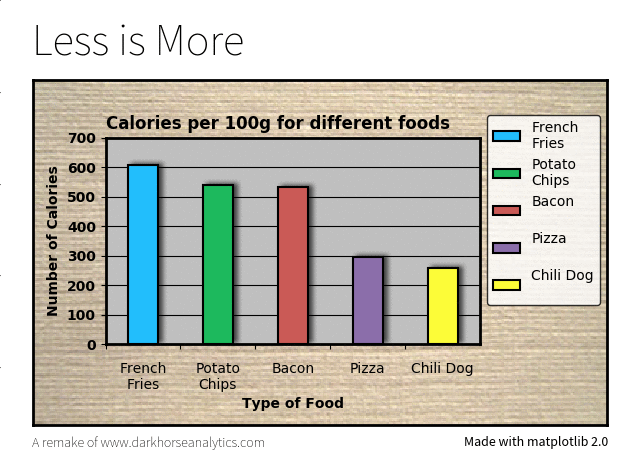 Less is More
Calories per 100g for different foods
Number of Calories
700
600
500
400
300
200
100
0
French
Fries
Potato
Chips
Bacon
Pizza
Chili Dog
Type of Food
French
Fries
Potato
Chips
Bacon
Pizza
Chili Dog
A remake of www.darkhorseanalytics.com
Made with matplotlib 2.0